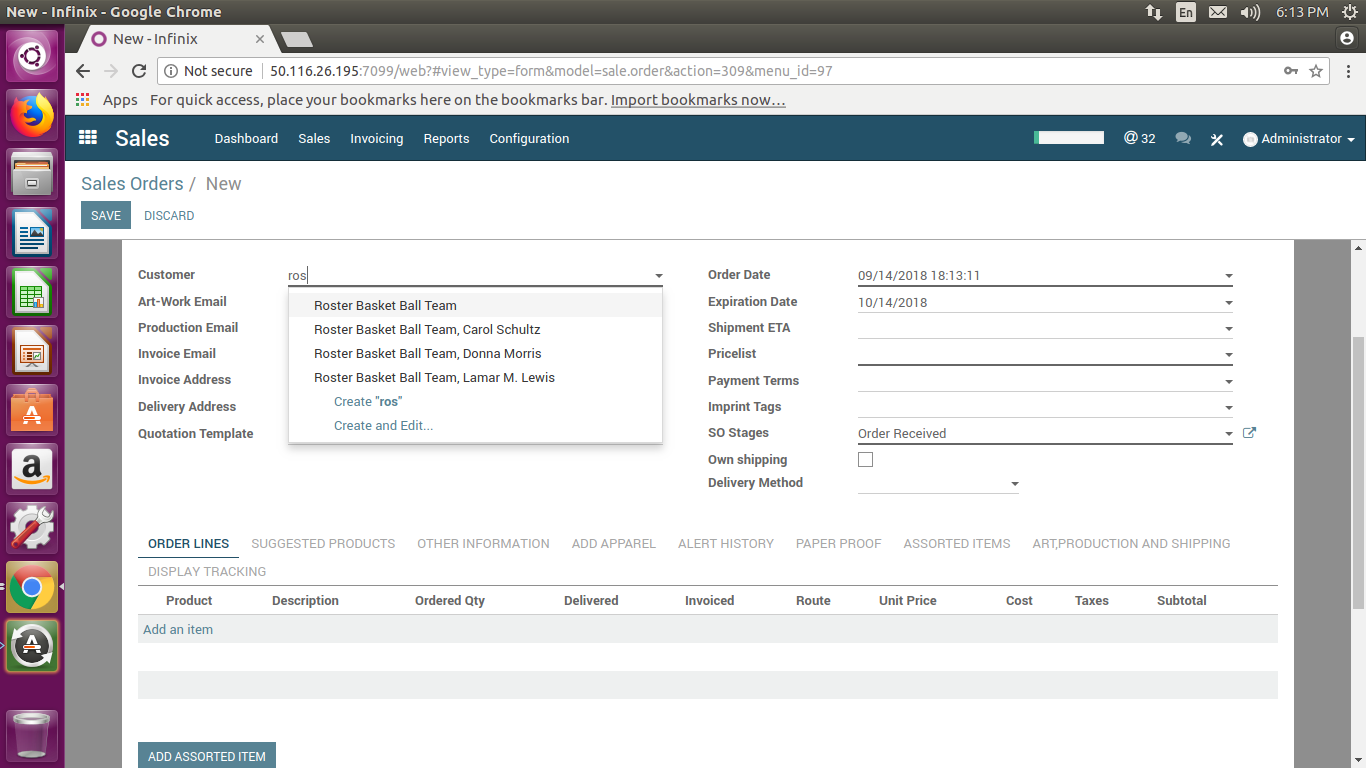 New - Infinix - Google Chrome En 6:13 PM
New - Infinix
Not secure 50.116.26.195:7099/web?#view_type=form&model=sale.order&action=309&menu_id=97
Apps For quick access, place your bookmarks here on the bookmarks bar. Import bookmarks now…
Sales Dashboard Sales Invoicing Reports Configuration @ 32 Administrator
Sales Orders / New
SAVE DISCARD
Customer ros
Roster Basket Ball Team
Roster Basket Ball Team, Carol Schultz
Roster Basket Ball Team, Donna Morris
Roster Basket Ball Team, Lamar M. Lewis
Create "ros"
Create and Edit...
Art-Work Email
Production Email
Invoice Email
Invoice Address
Delivery Address
Quotation Template
Order Date 09/14/2018 18:13:11
Expiration Date 10/14/2018
Shipment ETA
Pricelist
Payment Terms
Imprint Tags
SO Stages Order Received
Own shipping
Delivery Method
ORDER LINES SUGGESTED PRODUCTS OTHER INFORMATION ADD APPAREL ALERT HISTORY PAPER PROOF ASSORTED ITEMS ART,PRODUCTION AND SHIPPING
DISPLAY TRACKING
Product Description Ordered Qty Delivered Invoiced Route Unit Price Cost Taxes Subtotal
Add an item
ADD ASSORTED ITEM